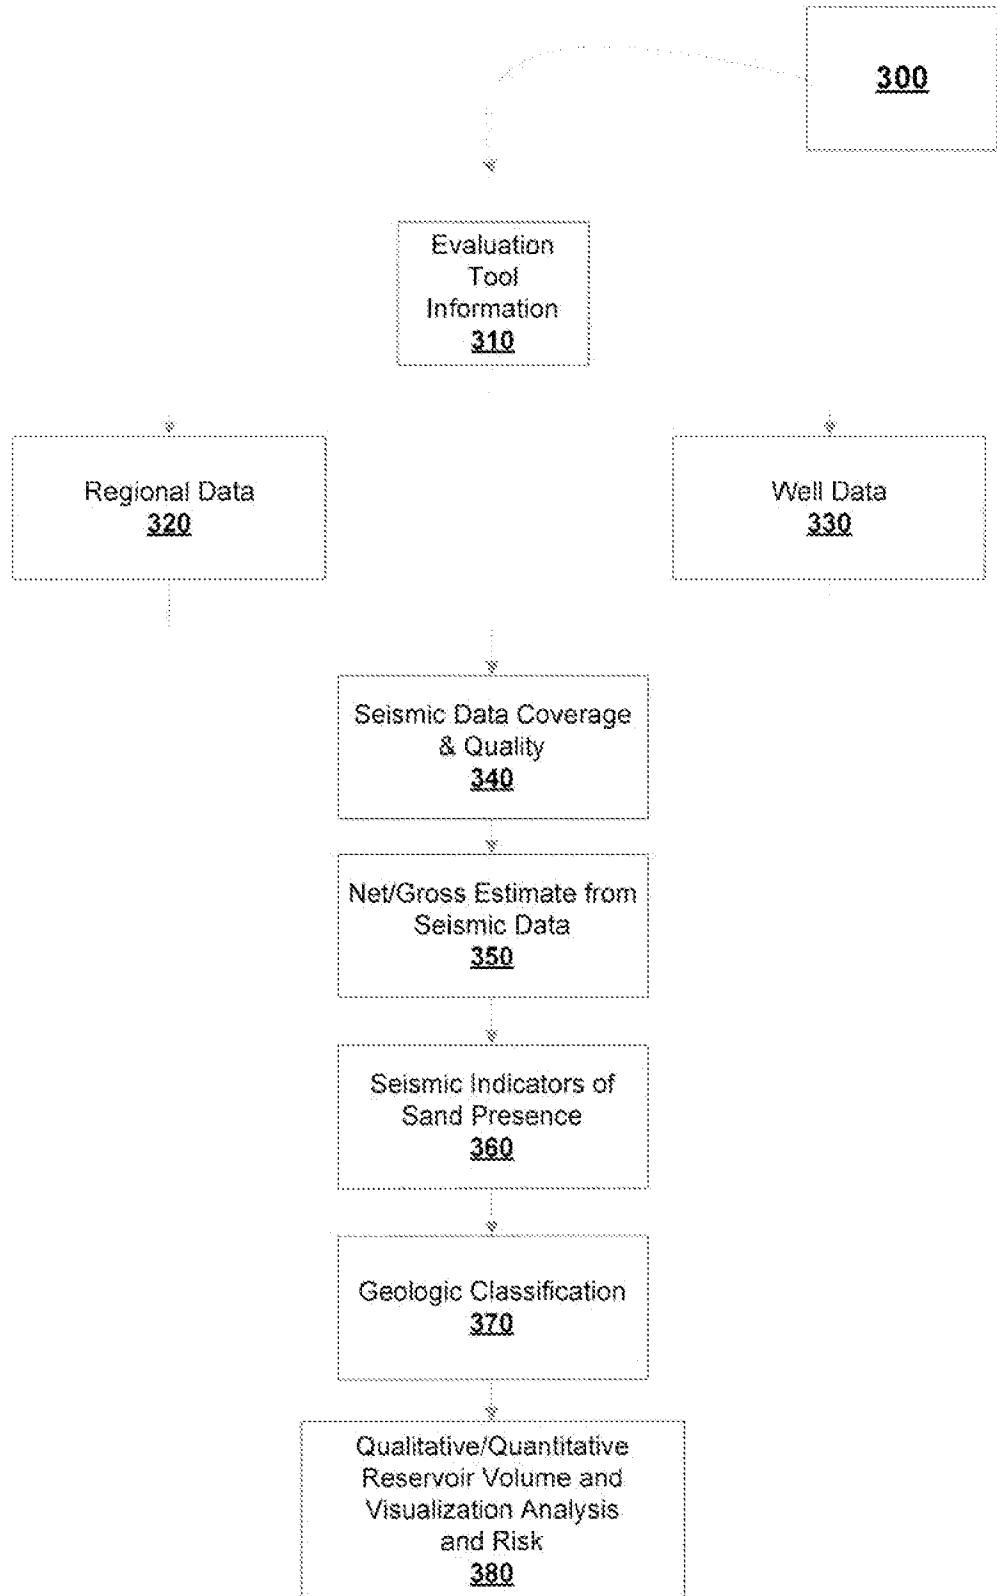 300
Evaluation
Tool
Information
310
Regional Data
320
Well Data
330
Seismic Data Coverage
& Quality
340
Net/Gross Estimate from
Seismic Data
350
Seismic Indicators of
Sand Presence
360
Geologic Classification
370
Qualitative/Quantitative
Reservoir Volume and
Visualization Analysis
and Risk
380